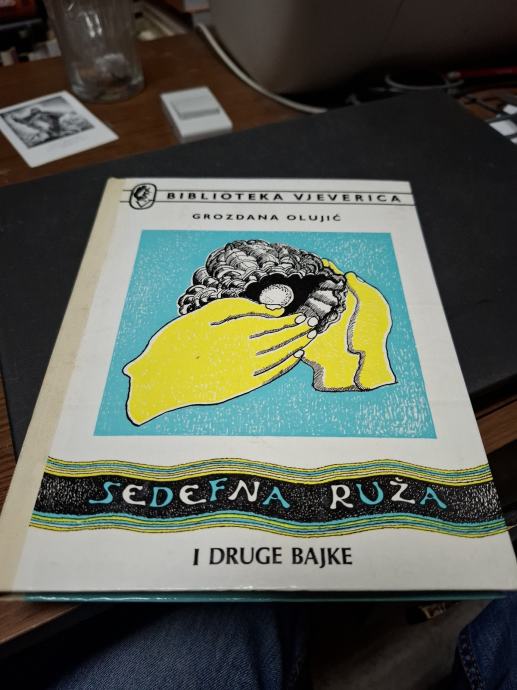 BIBLIOTEKA VJEVERICA
GROZDANA OLUJIĆ
SEDEFNA RUŽA
I DRUGE BAJKE